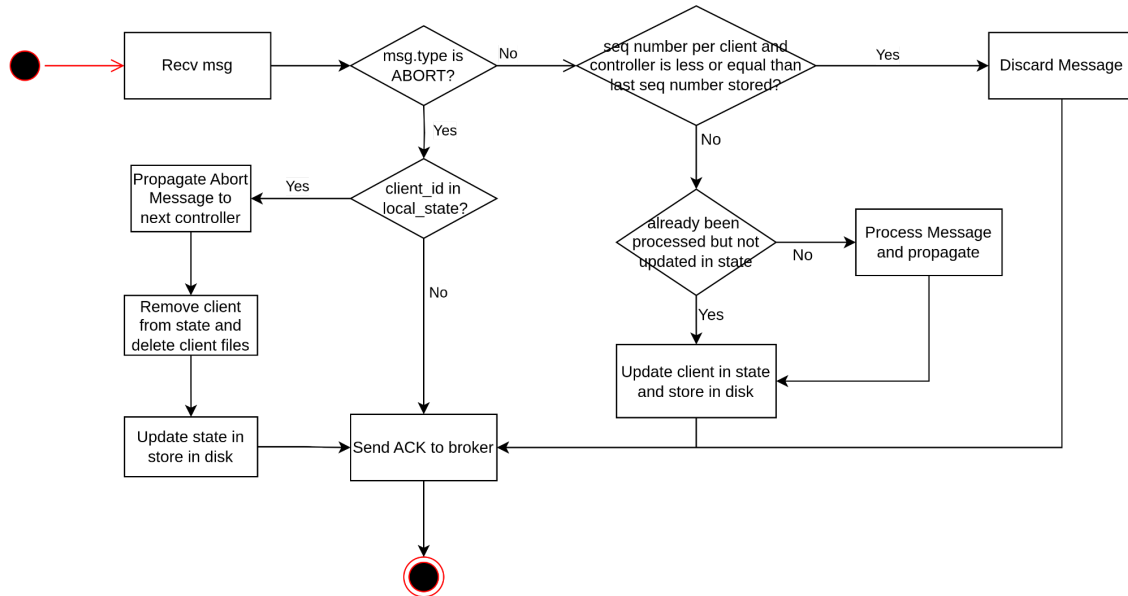 Recv msg
msg.type is
ABORT?
No
seq number per client and
controller is less or equal than
last seq number stored?
Yes
Discard Message
Yes
No
Propagate Abort
Message to
next controller
Yes
client_id in
local_state?
already been
processed but not
updated in state
No
Process Message
and propagate
No
Yes
Remove client
from state and
delete client files
Update client in state
and store in disk
Update state in
store in disk
Send ACK to broker